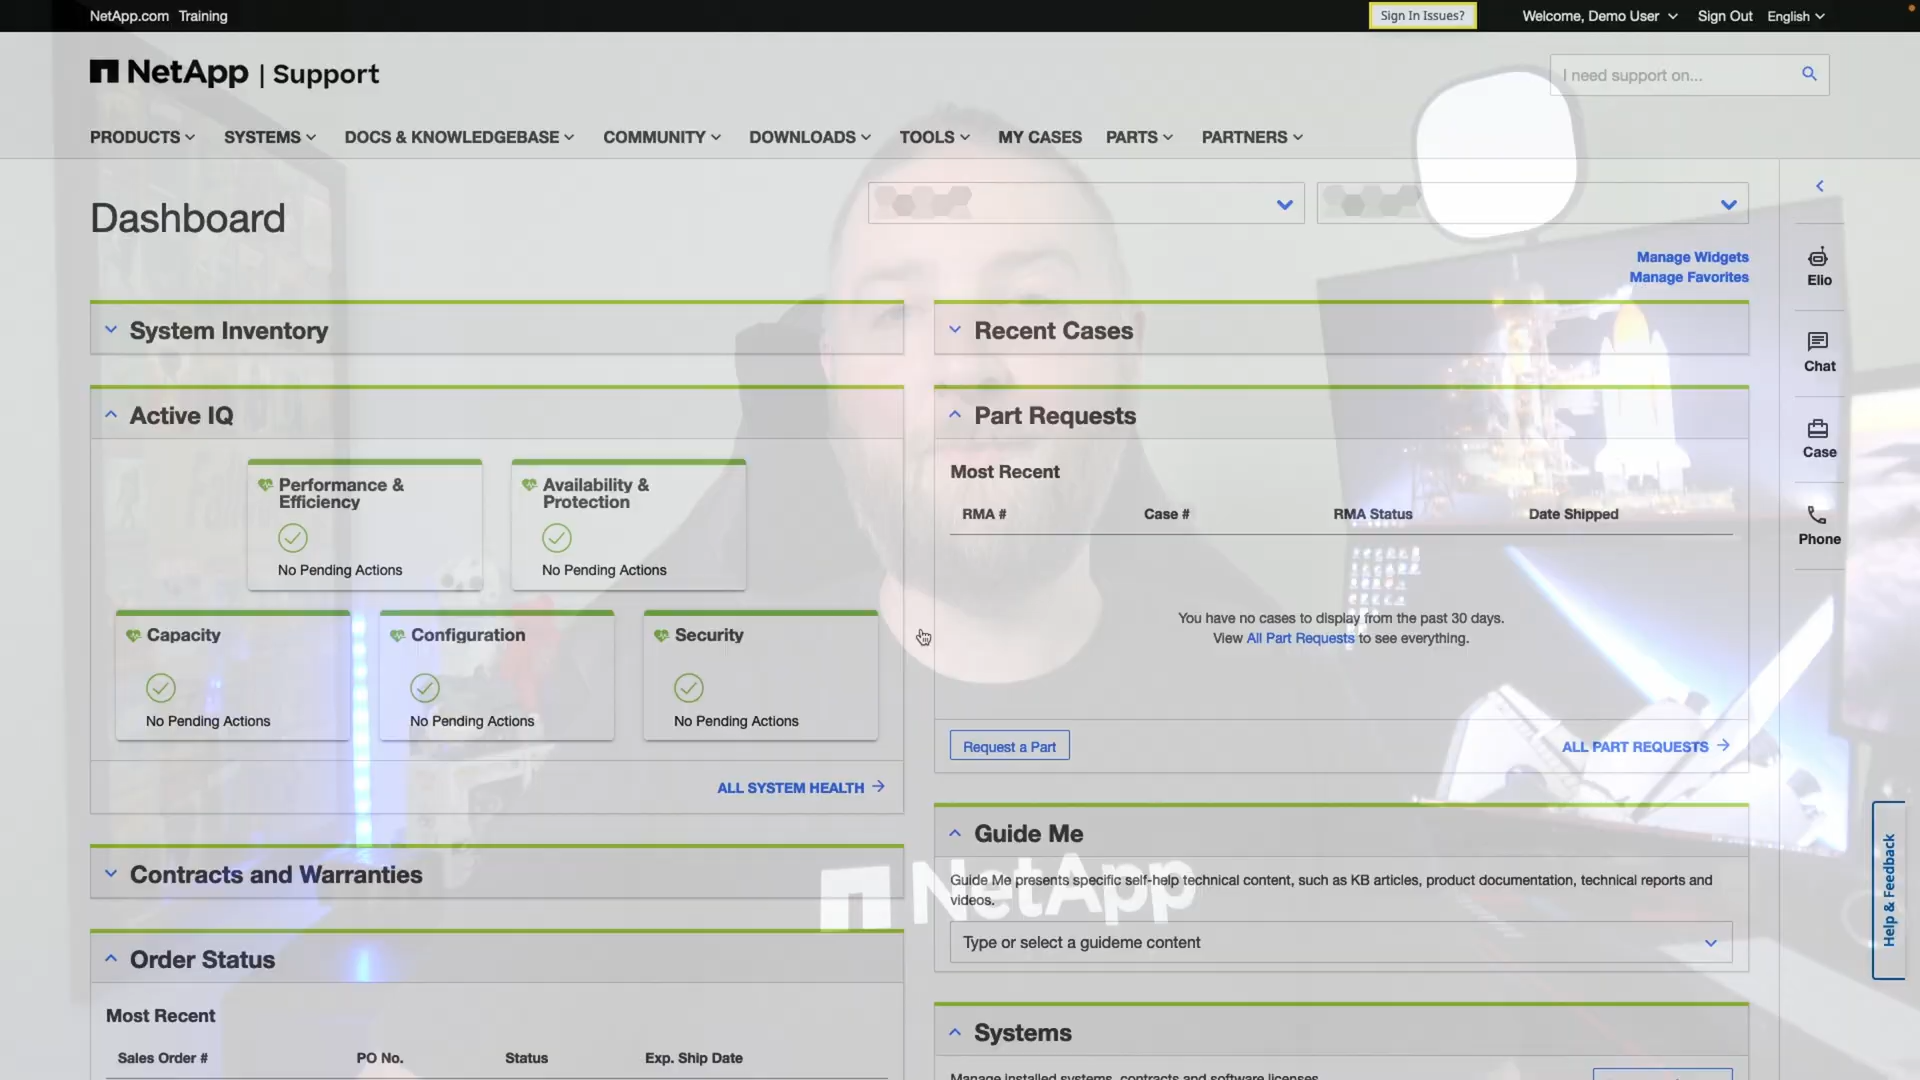 NetApp.com Training
Sign In Issues?
Welcome, Demo User
Sign Out
English
NetApp | Support
I need support on...
PRODUCTS
SYSTEMS
DOCS & KNOWLEDGEBASE
COMMUNITY
DOWNLOADS
TOOLS
MY CASES
PARTS
PARTNERS
Dashboard
Manage Widgets
Manage Favorites
Elio
Chat
Case
Phone
System Inventory
Active IQ
Performance &
Efficiency
No Pending Actions
Availability &
Protection
No Pending Actions
Capacity
No Pending Actions
Configuration
No Pending Actions
Security
No Pending Actions
ALL SYSTEM HEALTH
Contracts and Warranties
Order Status
Most Recent
Sales Order # PO No. Status Exp. Ship Date
Recent Cases
Part Requests
Most Recent
RMA # Case # RMA Status Date Shipped
You have no cases to display from the past 30 days.
View All Part Requests to see everything.
Request a Part
ALL PART REQUESTS
Guide Me
Guide Me presents specific self-help technical content, such as KB articles, product documentation, technical reports and
videos.
Type or select a guideme content
Systems
Manage installed systems, contracts and software licenses
NetApp
Help & Feedback